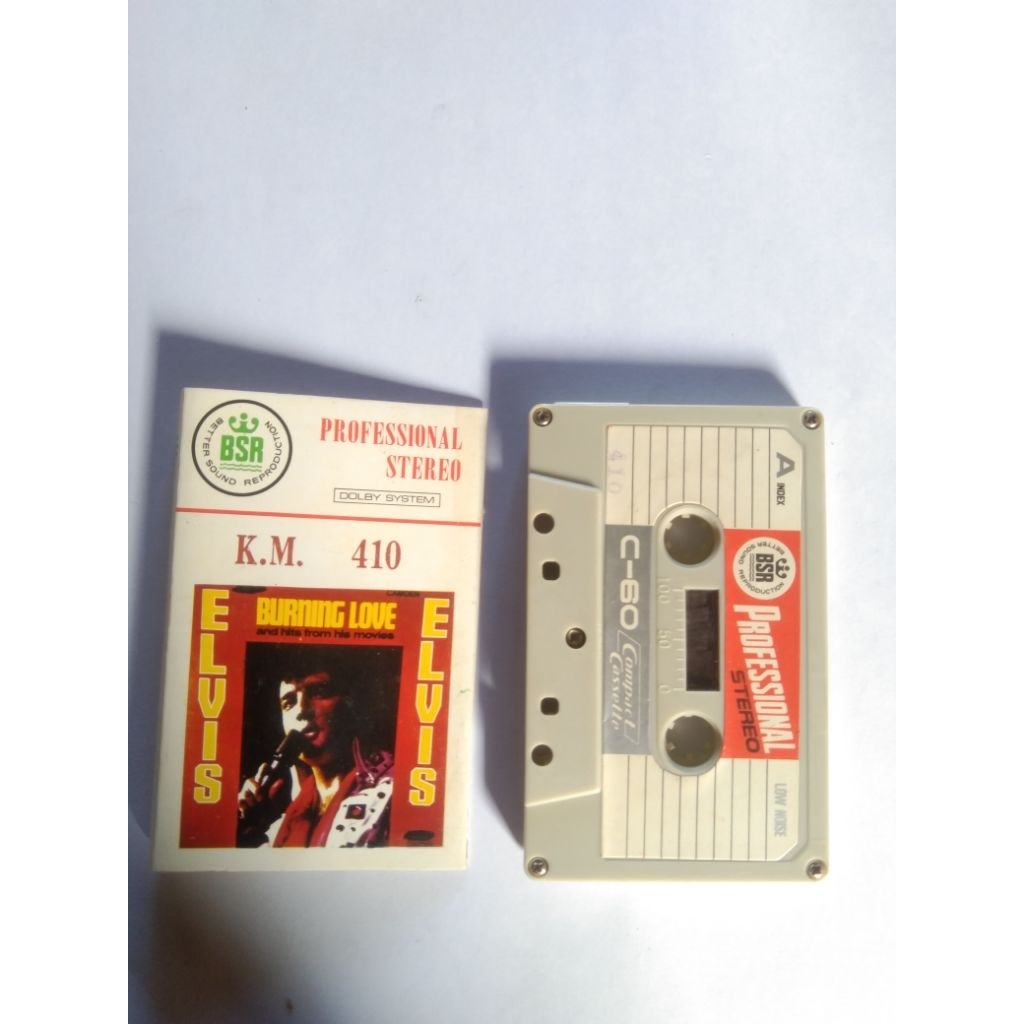 BSR
BETTER SOUND REPRODUCTION
PROFESSIONAL
STEREO
DOLBY SYSTEM
K.M. 410
CAMDEN
ELVIS
BURNING LOVE
and hits from his movies
ELVIS
410
A INDEX
BSR
BETTER SOUND REPRODUCTION
PROFESSIONAL
STEREO
LOW NOISE
C-60 Compact
Cassette
100 50 0